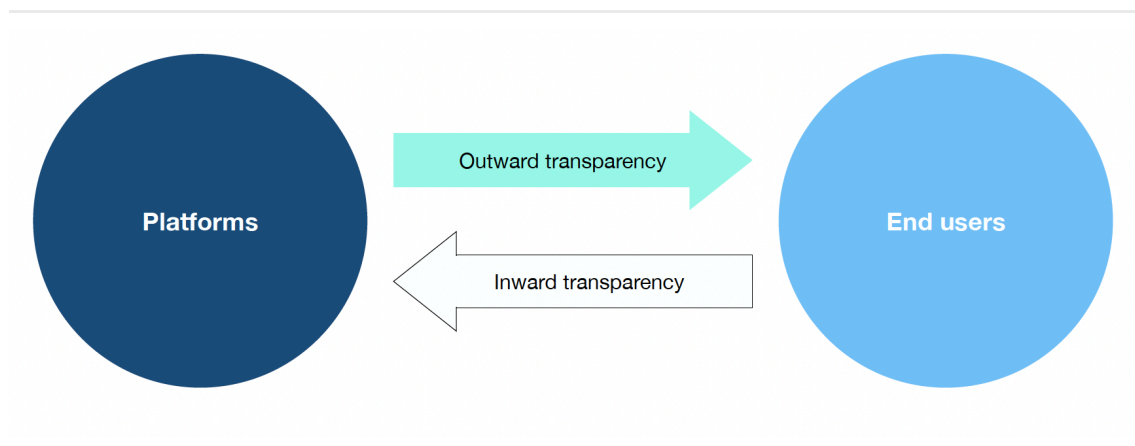 Platforms
Outward transparency
Inward transparency
End users